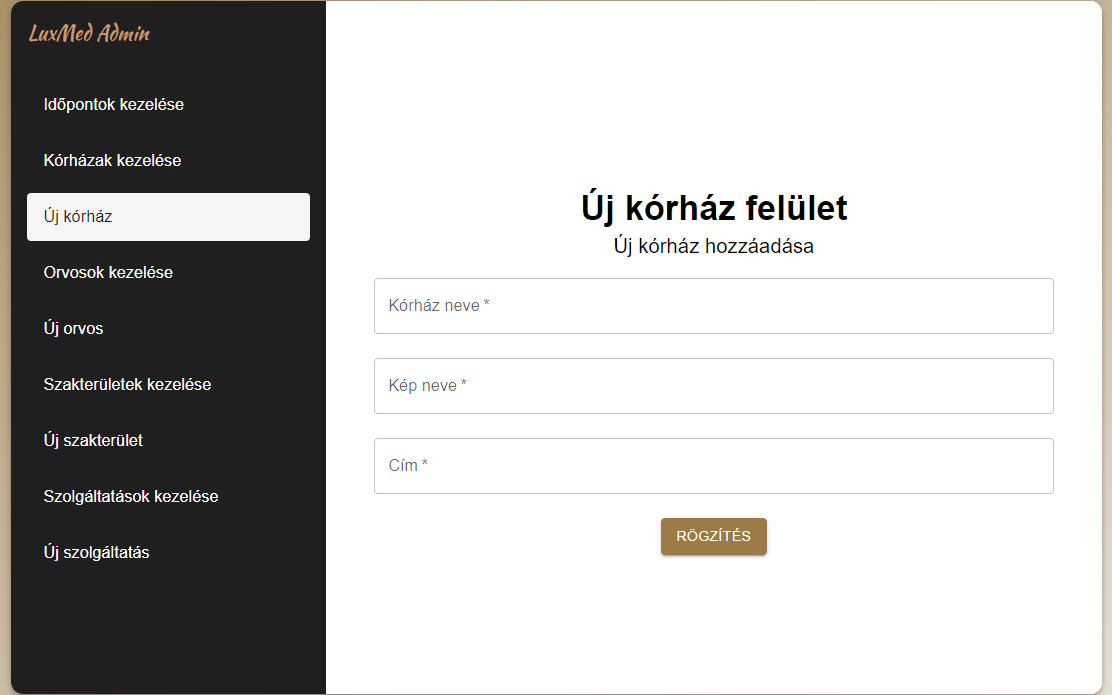 LuxMed Admin
Időpontok kezelése
Kórházak kezelése
Új kórház
Orvosok kezelése
Új orvos
Szakterületek kezelése
Új szakterület
Szolgáltatások kezelése
Új szolgáltatás
Új kórház felület
Új kórház hozzáadása
Kórház neve *
Kép neve *
Cím *
RÖGZÍTÉS